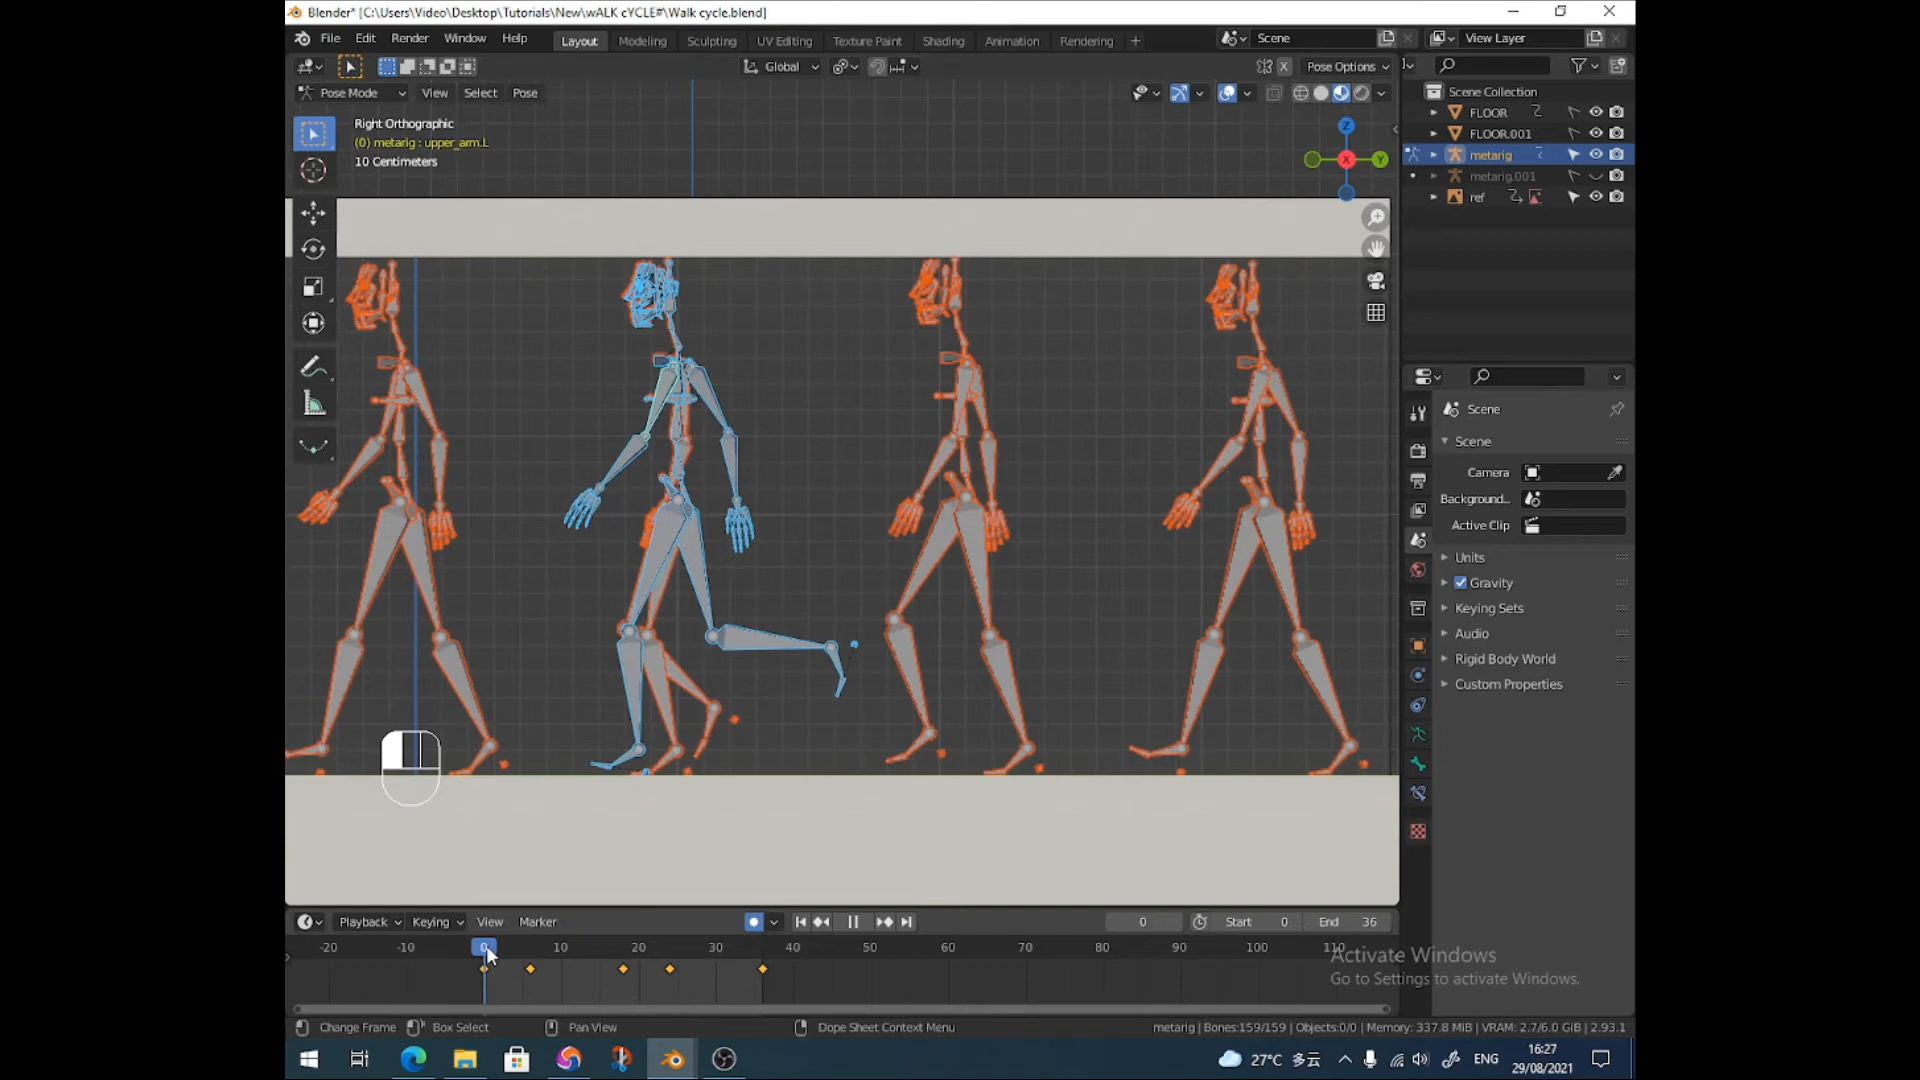 Blender* [C:\Users\Video\Desktop\Tutorials\New\wALK cYCLE#\Walk cycle.blend]
File Edit Render Window Help Layout Modeling Sculpting UV Editing Texture Paint Shading Animation Rendering + Scene View Layer
Global Pose Options
Pose Mode View Select Pose
Scene Collection
Right Orthographic
(0) metarig : upper_arm.L
10 Centimeters
FLOOR
FLOOR.001
metarig
metarig.001
ref
Z
X
Y
Scene
Scene
Camera
Background...
Active Clip
Units
Gravity
Keying Sets
Audio
Rigid Body World
Custom Properties
Playback Keying View Marker 0 Start 0 End 36
-20 -10 0 10 20 30 40 50 60 70 80 90 100 110
Activate Windows
Go to Settings to activate Windows.
Change Frame Box Select Pan View Dope Sheet Context Menu metarig | Bones:159/159 | Objects:0/0 | Memory: 337.8 MiB | VRAM: 2.7/6.0 GiB | 2.93.1
27°C 多云 ENG 16:27
29/08/2021